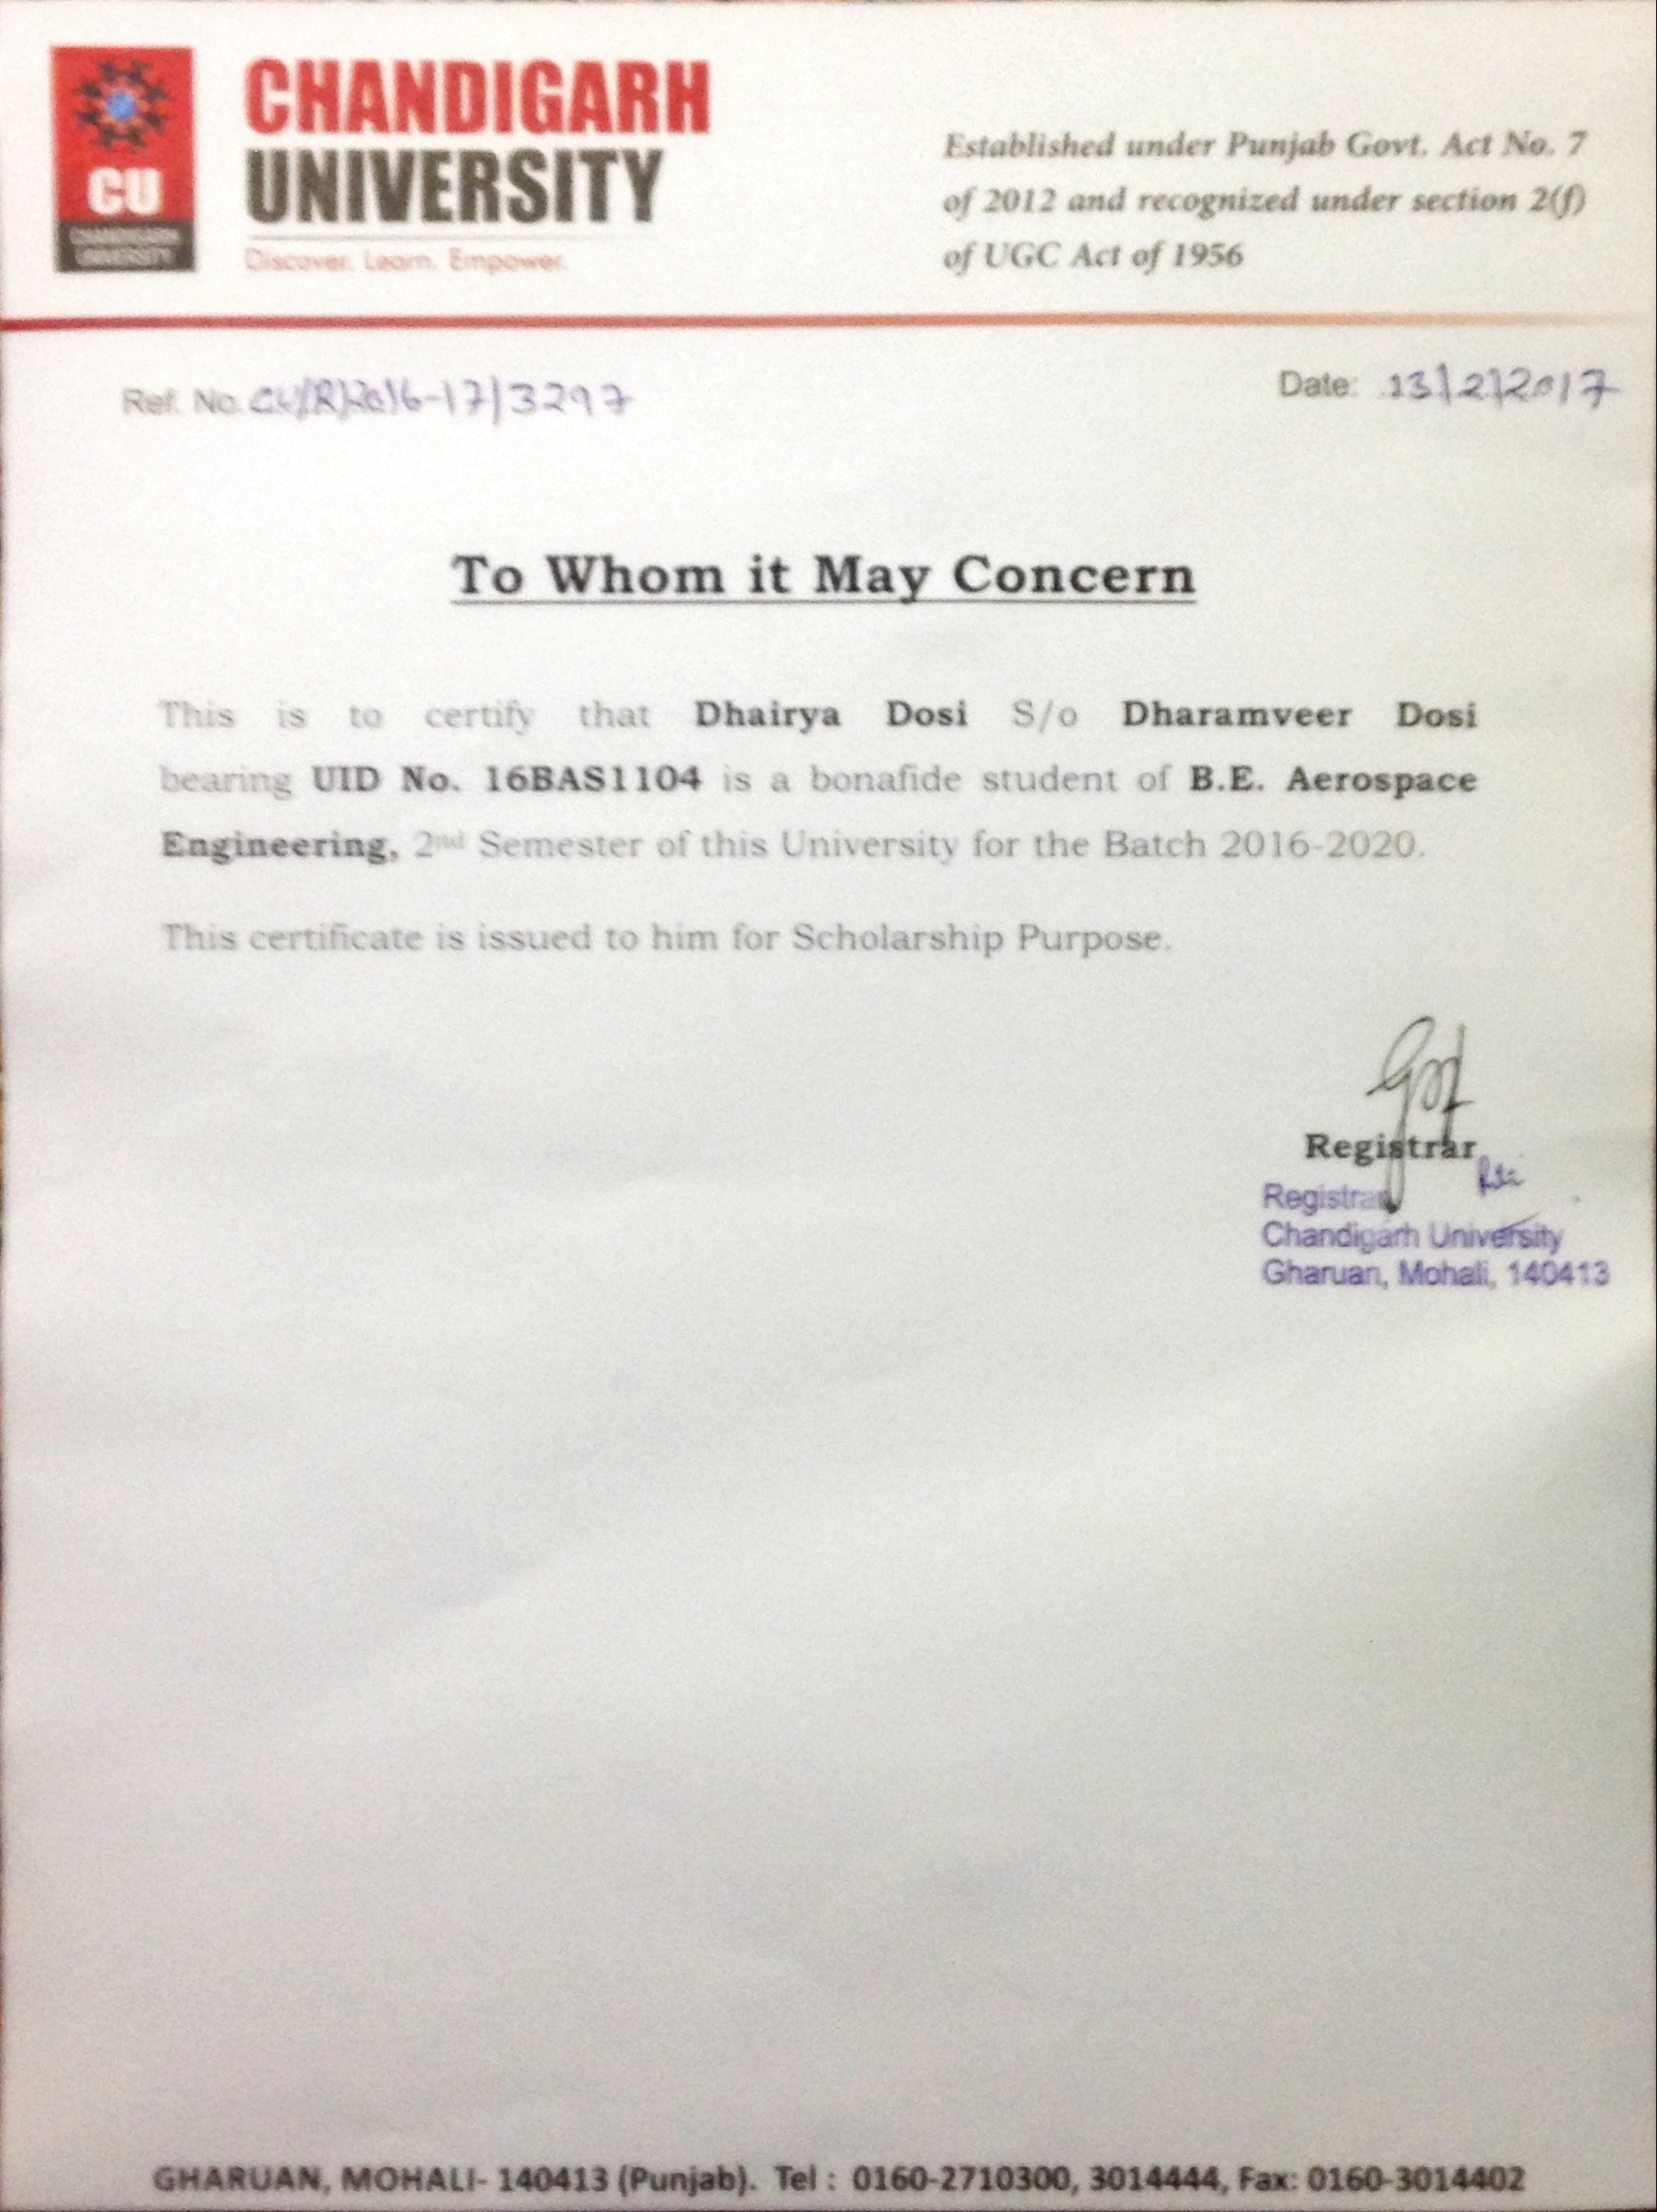 CHANDIGARH
UNIVERSITY
Discover. Learn. Empower.
CU
CHANDIGARH
UNIVERSITY
Established under Punjab Govt. Act No. 7
of 2012 and recognized under section 2(f)
of UGC Act of 1956
Ref. No. CU/R/2016-17/3297
Date: 13/2/2017
To Whom it May Concern
This is to certify that Dhairya Dosi S/o Dharamveer Dosi
bearing UID No. 16BAS1104 is a bonafide student of B.E. Aerospace
Engineering, 2nd Semester of this University for the Batch 2016-2020.
This certificate is issued to him for Scholarship Purpose.
Registrar
Registrar
Chandigarh University
Gharuan, Mohali, 140413
GHARUAN, MOHALI- 140413 (Punjab). Tel : 0160-2710300, 3014444, Fax: 0160-3014402